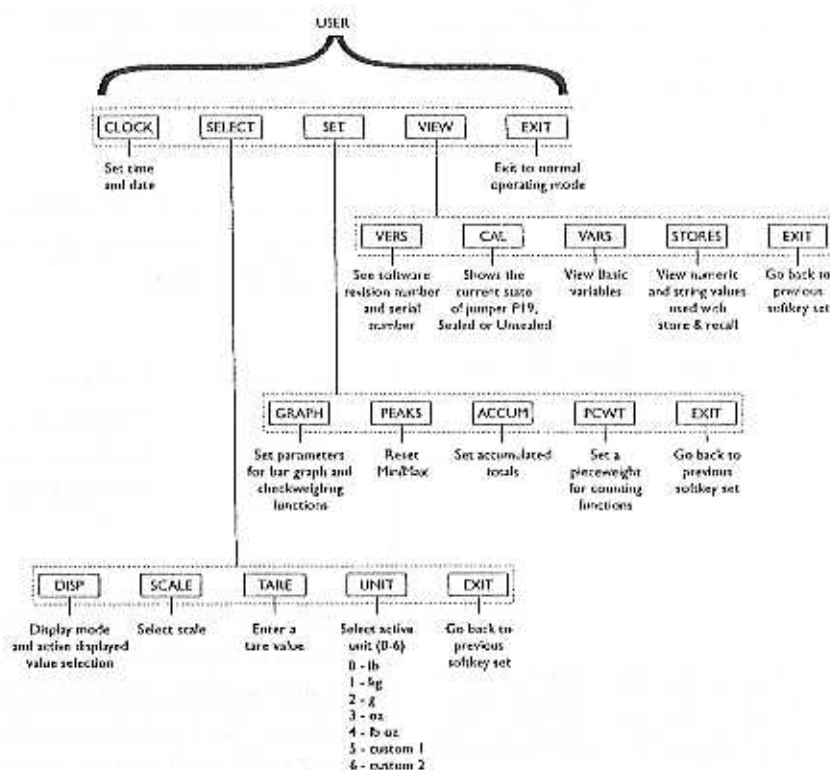 USER
CLOCK SELECT SET VIEW EXIT
Set time
and date
Exit to normal
operating mode
VERS CAL VARS STORES EXIT
See software
revision number
and serial
number
Shows the
current state
of jumper P19,
Sealed or Unsealed
View Basic
variables
View numeric
and string values
used with
store & recall
Go back to
previous
softkey set
GRAPH PEAKS ACCUM PCWT EXIT
Set parameters
for bar graph and
checkweighing
functions
Reset
Min/Max
Set accumulated
totals
Set a
pieceweight
for counting
functions
Go back to
previous
softkey set
DISP SCALE TARE UNIT EXIT
Display mode
and active displayed
value selection
Select scale
Enter a
tare value
Select active
unit (0-6)
0 - lb
1 - kg
2 - g
3 - oz
4 - lb oz
5 - custom 1
6 - custom 2
Go back to
previous
softkey set